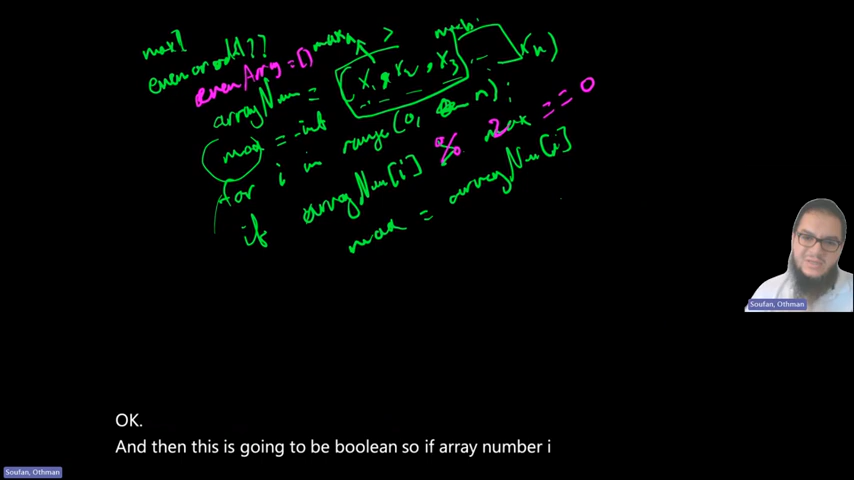 max?
even or odd??
evenArray = []
max >
arrayNum = x1, x2, x3 ... x(n)
max = -int
for i in range(0, n):
if arrayNum[i] % 2 max == 0
max = arrayNum[i]
Soufan, Othman
OK.
And then this is going to be boolean so if array number i
Soufan, Othman